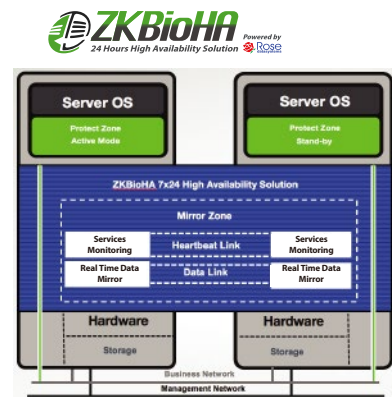 ZKBioHA
24 Hours High Availability Solution
Powered by
Rose
Server OS
Protect Zone
Active Mode
Server OS
Protect Zone
Stand-by
ZKBioHA 7x24 High Availability Solution
Mirror Zone
Services
Monitoring
Heartbeat Link
Services
Monitoring
Real Time Data
Mirror
Data Link
Real Time Data
Mirror
Hardware
Storage
Hardware
Storage
Business Network
Management Network